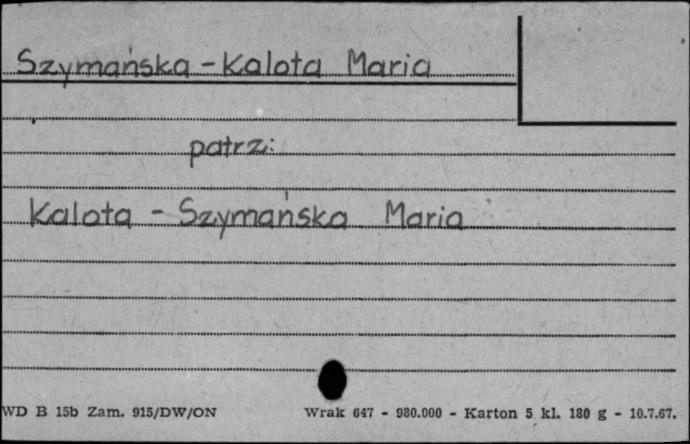 Szymańska - Kalota Maria
patrz:
Kalota - Szymańska Maria
WD B 15b Zam. 915/DW/ON Wrak 647 - 980.000 - Karton 5 kl. 180 g - 10.7.67.